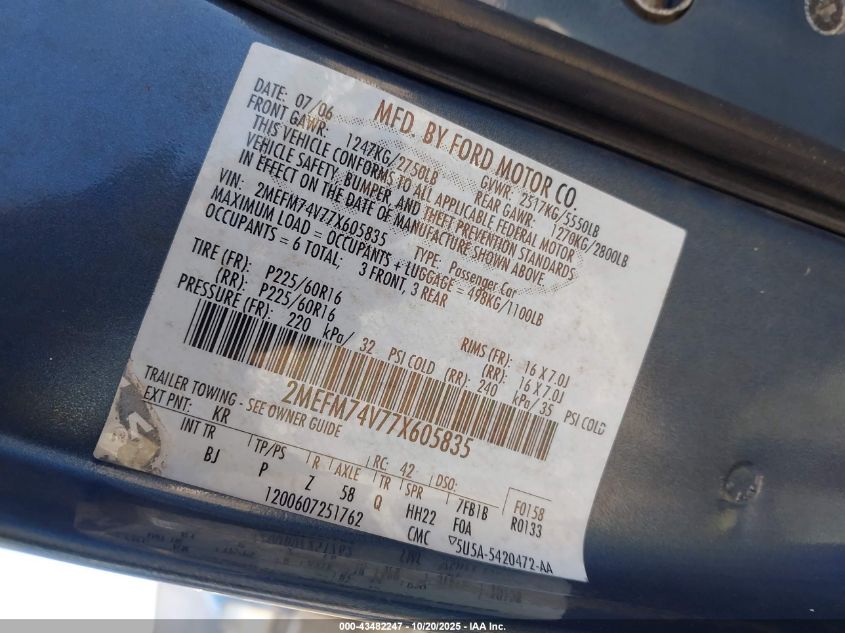 MFD. BY FORD MOTOR CO.
DATE: 07/06 GVWR: 2517KG/5550LB
FRONT GAWR: 1247KG/2750LB REAR GAWR: 1270KG/2800LB
THIS VEHICLE CONFORMS TO ALL APPLICABLE FEDERAL MOTOR
VEHICLE SAFETY, BUMPER, AND THEFT PREVENTION STANDARDS
IN EFFECT ON THE DATE OF MANUFACTURE SHOWN ABOVE.
VIN: 2MEFM74V77X605835 TYPE: Passenger Car
MAXIMUM LOAD = OCCUPANTS + LUGGAGE = 498KG/1100LB
OCCUPANTS = 6 TOTAL, 3 FRONT, 3 REAR
TIRE (FR): P225/60R16 RIMS (FR): 16 X 7.0J
(RR): P225/60R16 (RR): 16 X 7.0J
PRESSURE (FR): 220 kPa/ 32 PSI COLD (RR): 240 kPa/ 35 PSI COLD
2MEFM74V77X605835
TRAILER TOWING - SEE OWNER GUIDE
EXT PNT: KR RC: 42 DSO: F0158
INT TR TP/PS R AXLE TR SPR 7FB1B R0133
BJ P Z 58 Q HH22 FOA
1200607251762 CMC ▽5U5A-5420472-AA
000-43482247 - 10/20/2025 - IAA Inc.